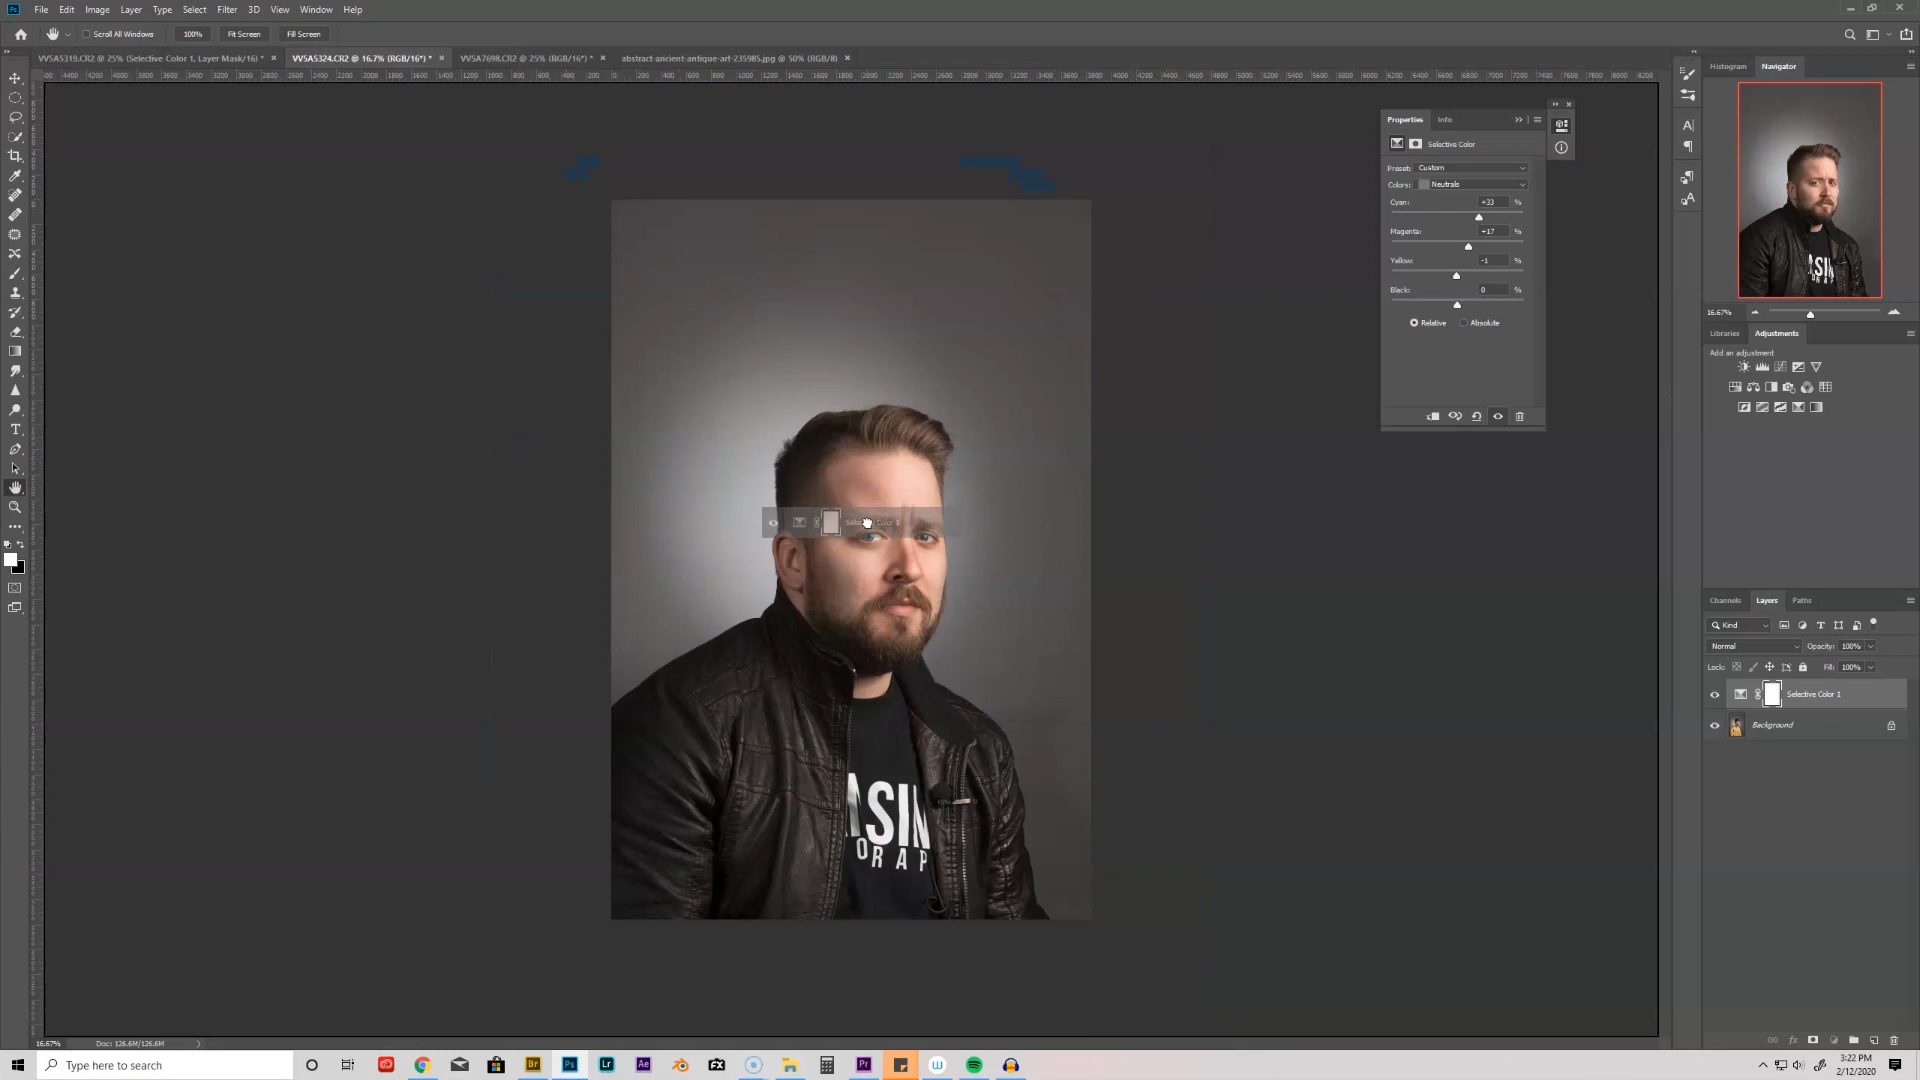 File Edit Image Layer Type Select Filter 3D View Window Help
Scroll All Windows 100% Fit Screen Fill Screen
VV5A5319.CR2 @ 25% (Selective Color 1, Layer Mask/16) * VV5A5324.CR2 @ 16.7% (RGB/16*) * VV5A7698.CR2 @ 25% (RGB/16*) * abstract-ancient-antique-art-235985.jpg @ 50% (RGB/8)
Histogram Navigator
Properties Info
Selective Color
Preset: Custom
Colors: Neutrals
Cyan: +33 %
Magenta: +17 %
Yellow: -1 %
Black: 0 %
Relative Absolute
16.67%
Libraries Adjustments
Add an adjustment
Selective Color 1
ASIN
ORAP
Channels Layers Paths
Kind
Normal Opacity: 100%
Lock: Fill: 100%
Selective Color 1
Background
16.67% Doc: 126.6M/126.6M
Type here to search
3:22 PM
2/12/2020